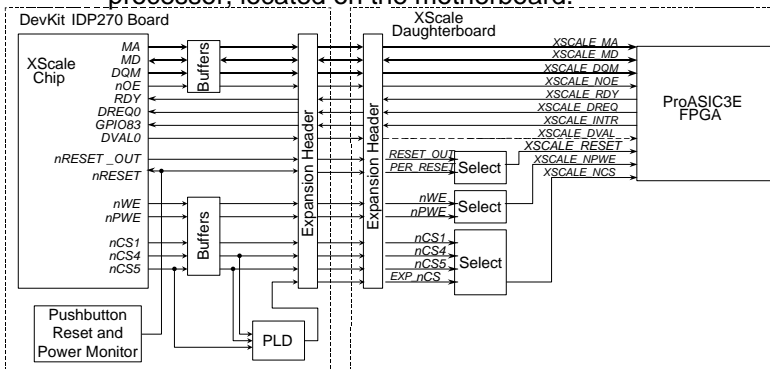 processor, located on the motherboard.
DevKit IDP270 Board
XScale
Daughterboard
XScale
Chip
MA
MD
DQM
nOE
RDY
DREQ0
GPIO83
DVAL0
nRESET_OUT
nRESET
nWE
nPWE
nCS1
nCS4
nCS5
Buffers
Buffers
Pushbutton
Reset and
Power Monitor
PLD
Expansion Header
Expansion Header
RESET_OUT
PER_RESET
nWE
nPWE
nCS1
nCS4
nCS5
EXP_nCS
Select
Select
Select
XSCALE_MA
XSCALE_MD
XSCALE_DQM
XSCALE_NOE
XSCALE_RDY
XSCALE_DREQ
XSCALE_INTR
XSCALE_DVAL
XSCALE_RESET
XSCALE_NPWE
XSCALE_NCS
ProASIC3E
FPGA